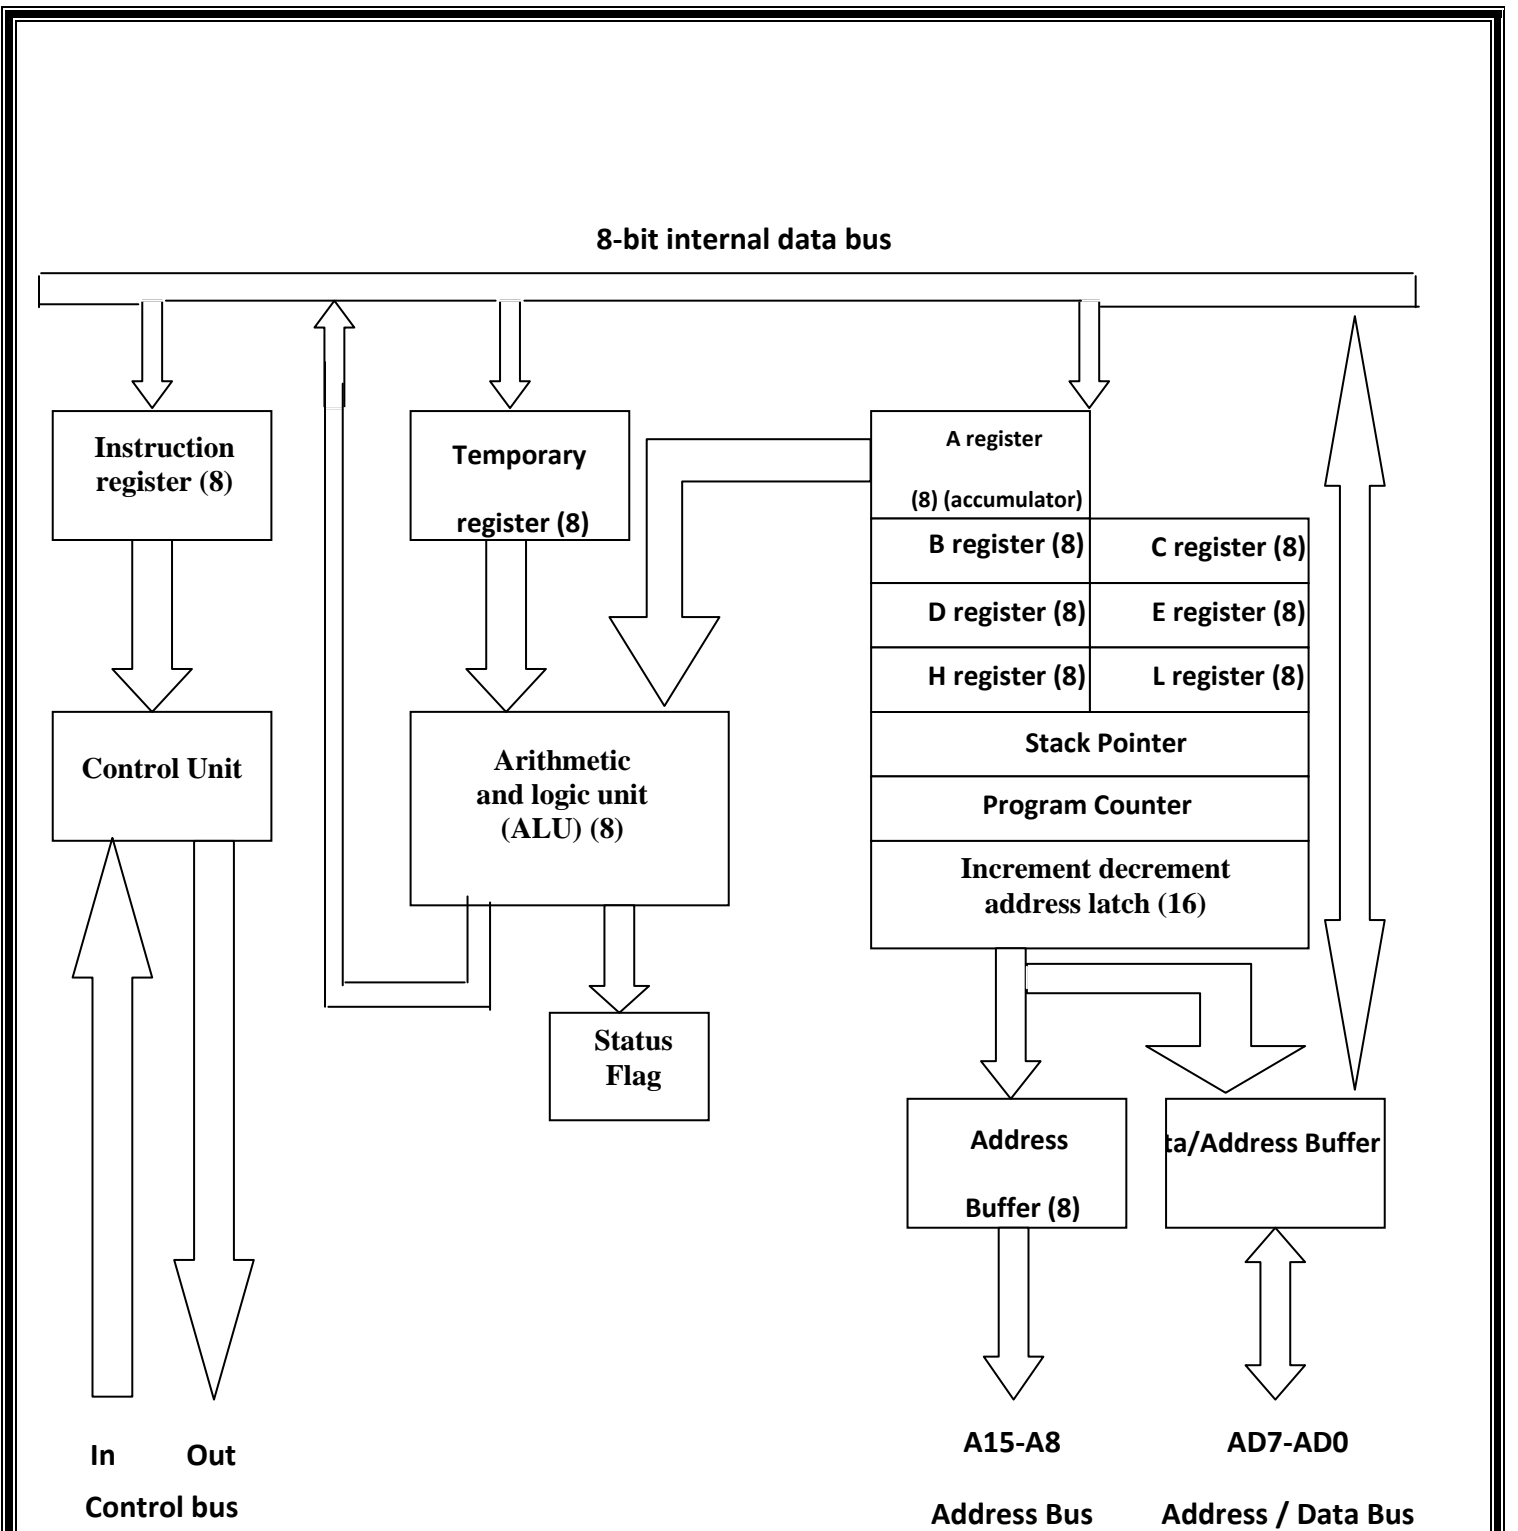 8-bit internal data bus
Instruction
register (8)
Temporary
register (8)
A register
(8) (accumulator)
B register (8)
C register (8)
D register (8)
E register (8)
H register (8)
L register (8)
Stack Pointer
Program Counter
Increment decrement
address latch (16)
Control Unit
Arithmetic
and logic unit
(ALU) (8)
Status
Flag
Address
Buffer (8)
ta/Address Buffer
In
Out
Control bus
A15-A8
Address Bus
AD7-AD0
Address / Data Bus